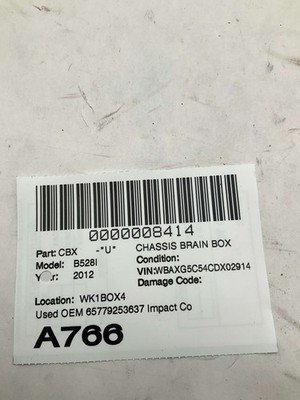 0000008414
Part: CBX -"U" CHASSIS BRAIN BOX
Model: B528I Condition:
Year: 2012 VIN:WBAXG5C54CDX02914
Damage Code:
Location: WK1BOX4
Used OEM 65779253637 Impact Co
A766